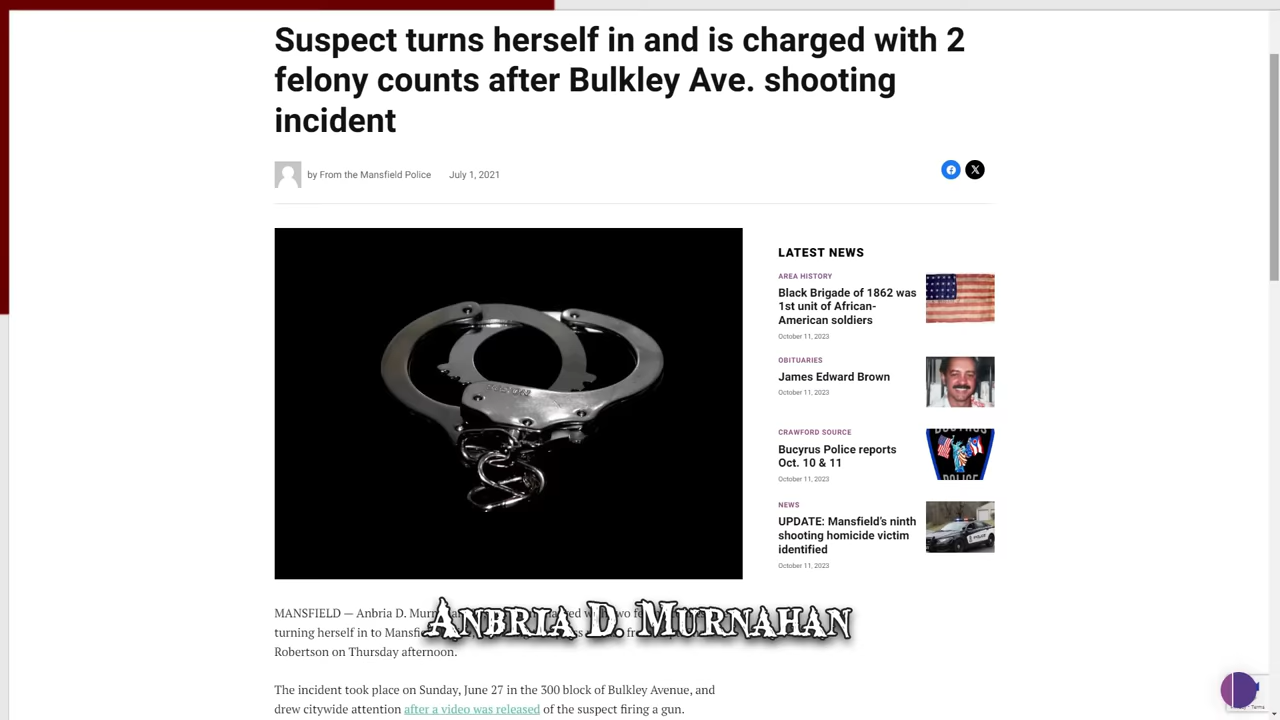 Suspect turns herself in and is charged with 2
felony counts after Bulkley Ave. shooting
incident
by From the Mansfield Police July 1, 2021
LATEST NEWS
AREA HISTORY
Black Brigade of 1862 was
1st unit of African-
American soldiers
October 11, 2023
OBITUARIES
James Edward Brown
October 11, 2023
CRAWFORD SOURCE
Bucyrus Police reports
Oct. 10 & 11
October 11, 2023
NEWS
UPDATE: Mansfield's ninth
shooting homicide victim
identified
October 11, 2023
MANSFIELD — Anbria D.
Anbria D. Murnahan
turning herself in to
Robertson on Thursday afternoon.
The incident took place on Sunday, June 27 in the 300 block of Bulkley Avenue, and
drew citywide attention after a video was released of the suspect firing a gun.
Terms